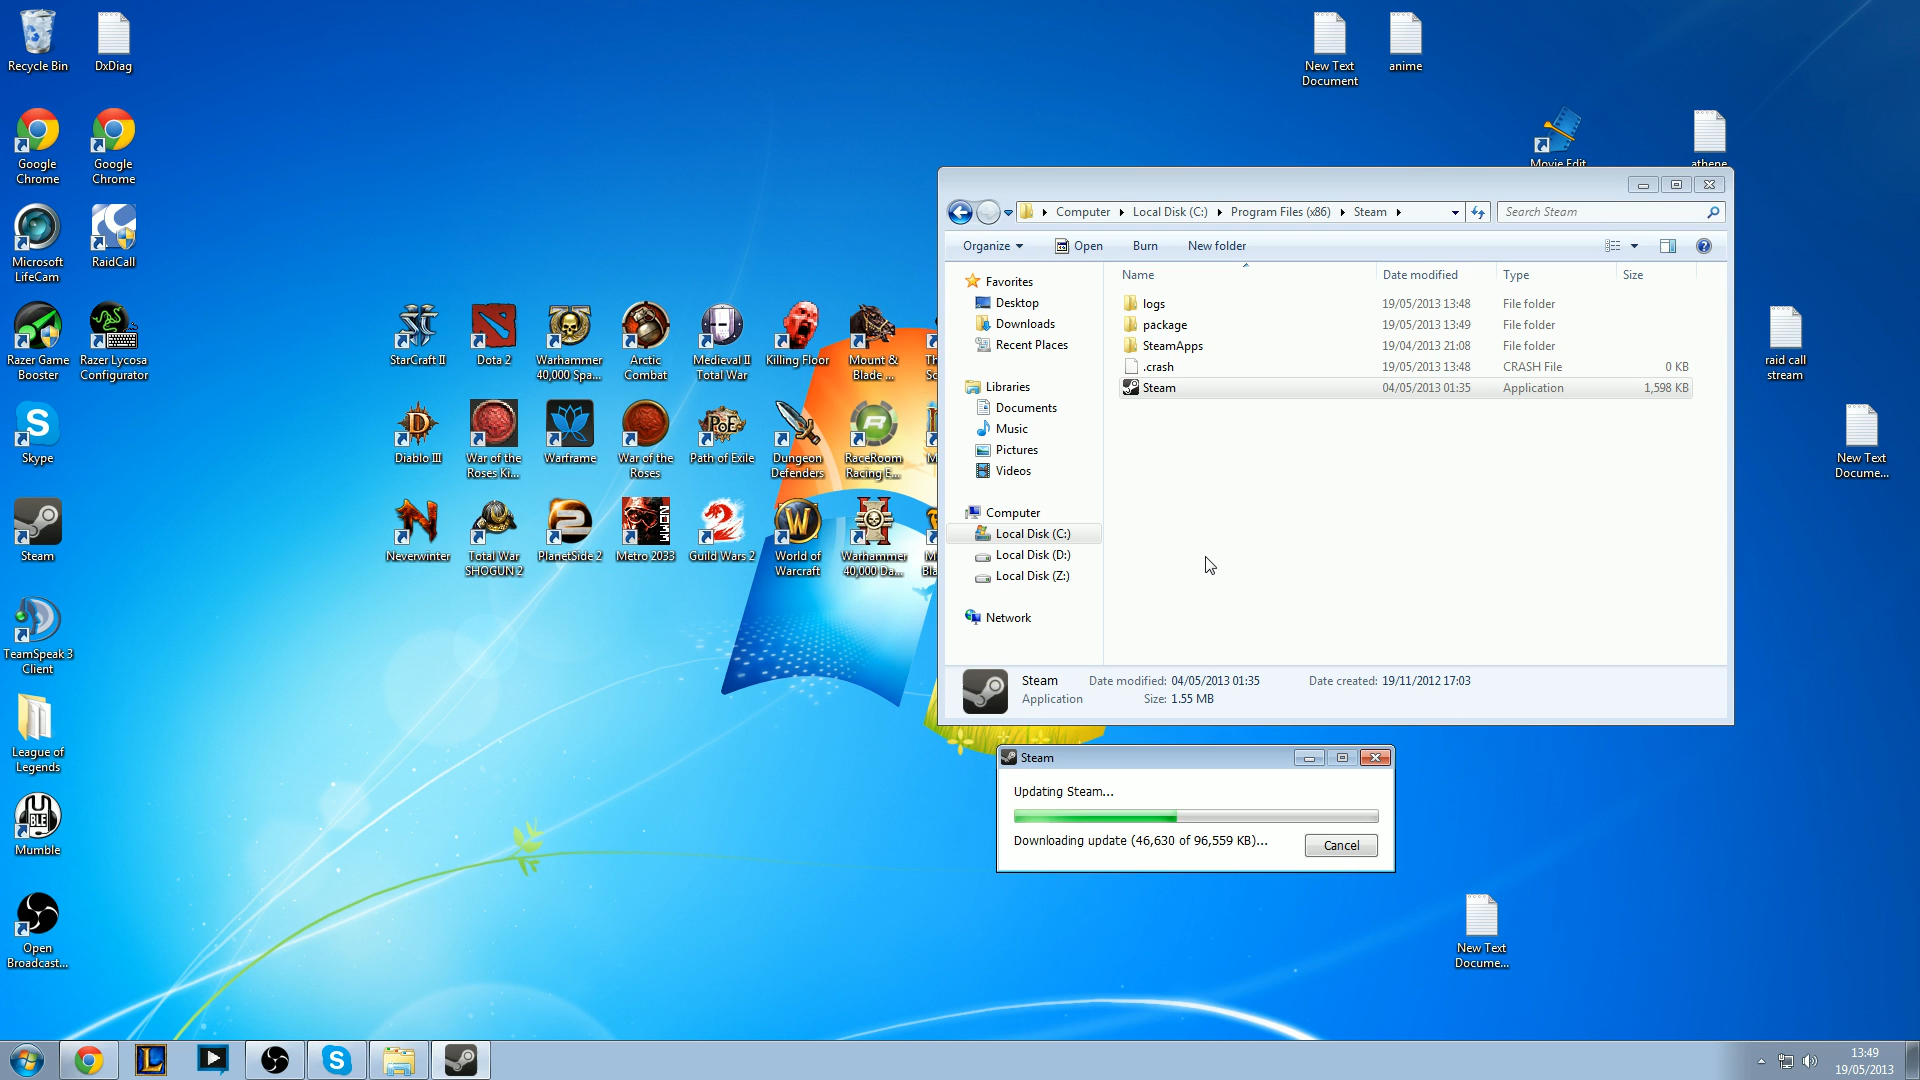 Recycle Bin
DxDiag
New Text
Document
anime
Google
Chrome
Google
Chrome
Movie Edit
athene
Microsoft
LifeCam
RaidCall
Razer Game
Booster
Razer Lycosa
Configurator
Skype
Steam
TeamSpeak 3
Client
League of
Legends
Mumble
Open
Broadcast...
StarCraft II
Dota 2
Warhammer
40,000 Spa...
Arctic
Combat
Medieval II
Total War
Killing Floor
Mount &
Blade ...
Diablo III
War of the
Roses Ki...
Warframe
War of the
Roses
Path of Exile
Dungeon
Defenders
RaceRoom
Racing E...
Neverwinter
Total War
SHOGUN 2
PlanetSide 2
Metro 2033
Guild Wars 2
World of
Warcraft
Warhammer
40,000 Da...
Computer Local Disk (C:) Program Files (x86) Steam
Search Steam
Organize Open Burn New folder
Favorites
Desktop
Downloads
Recent Places
Libraries
Documents
Music
Pictures
Videos
Computer
Local Disk (C:)
Local Disk (D:)
Local Disk (Z:)
Network
Name Date modified Type Size
logs 19/05/2013 13:48 File folder
package 19/05/2013 13:49 File folder
SteamApps 19/04/2013 21:08 File folder
.crash 19/05/2013 13:48 CRASH File 0 KB
Steam 04/05/2013 01:35 Application 1,598 KB
Steam Date modified: 04/05/2013 01:35 Date created: 19/11/2012 17:03
Application Size: 1.55 MB
raid call
stream
New Text
Docume...
Steam
Updating Steam...
Downloading update (46,630 of 96,559 KB)...
Cancel
New Text
Docume...
13:49
19/05/2013